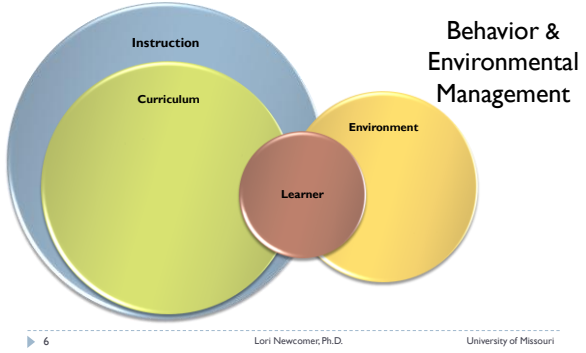 Behavior &
Environmental
Management
Instruction
Curriculum
Environment
Learner
6
Lori Newcomer, Ph.D.
University of Missouri